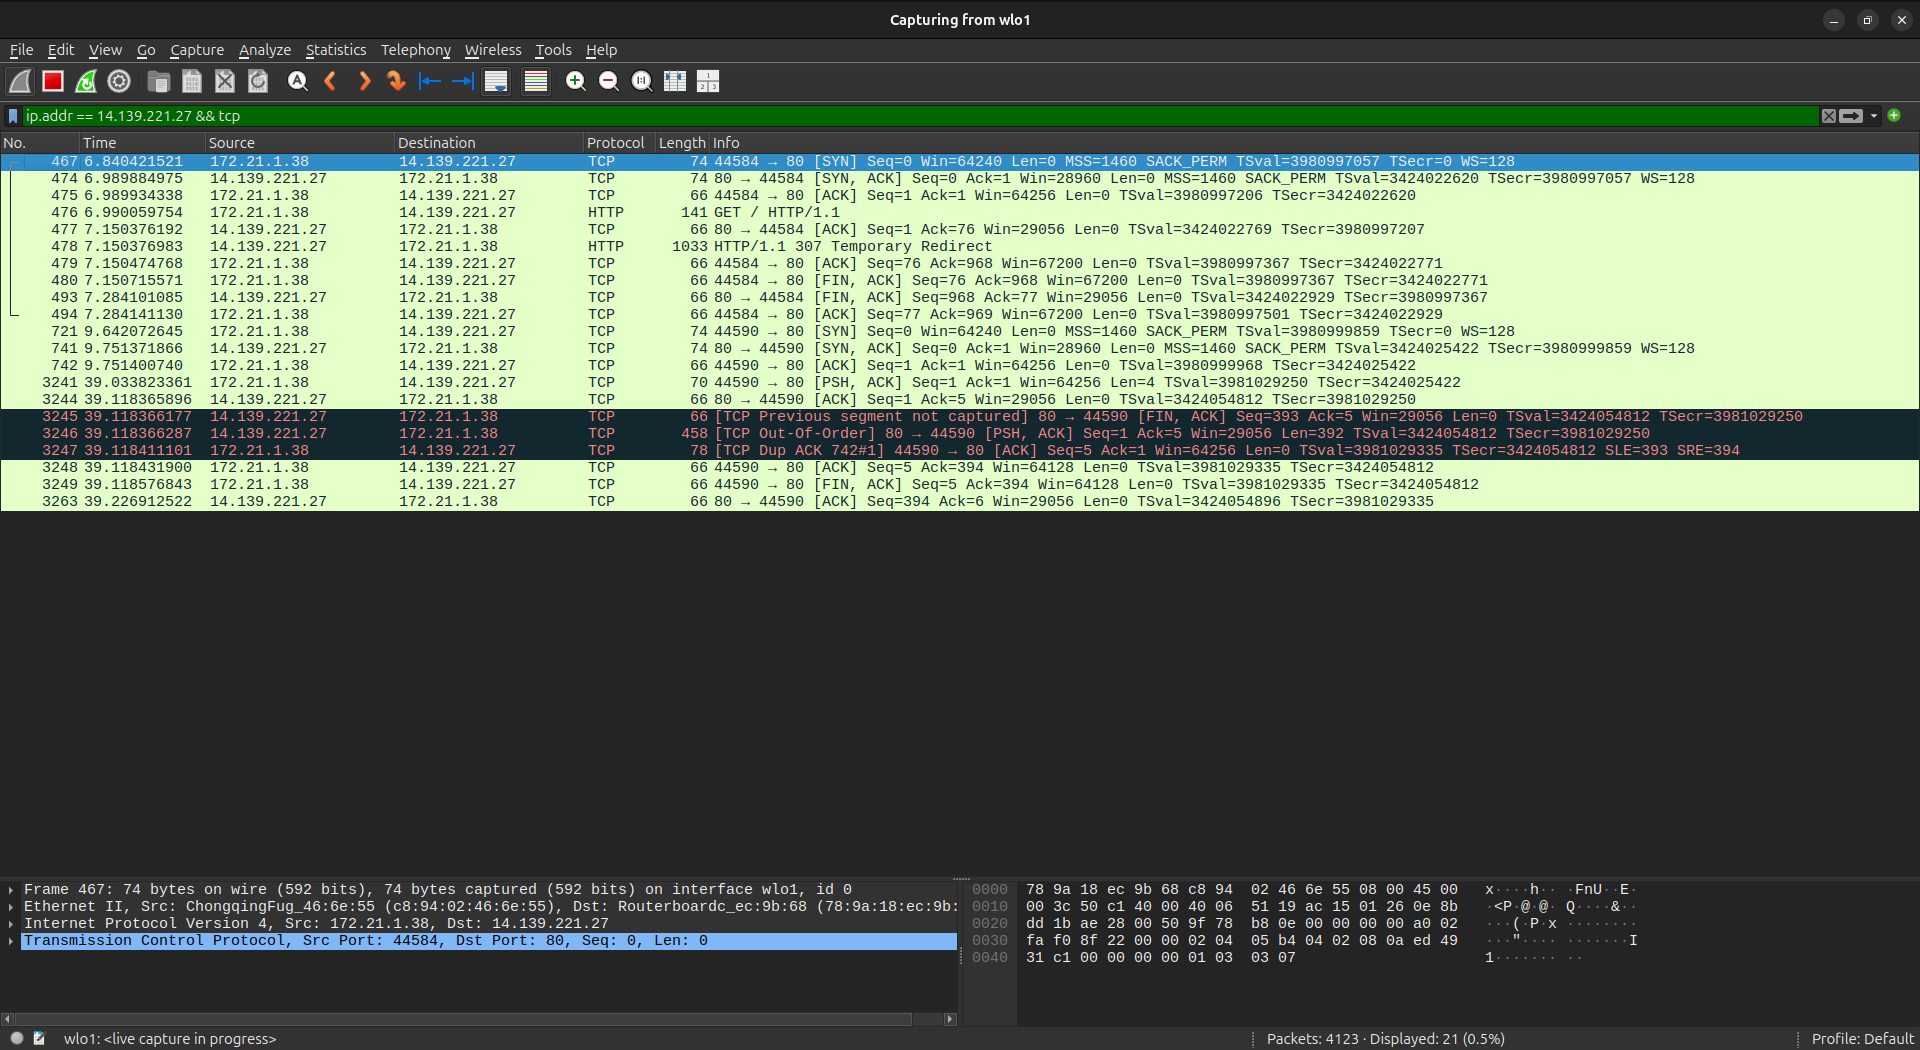 Capturing from wlo1
File Edit View Go Capture Analyze Statistics Telephony Wireless Tools Help
ip.addr == 14.139.221.27 && tcp
No. Time Source Destination Protocol Length Info
467 6.840421521 172.21.1.38 14.139.221.27 TCP 74 44584 → 80 [SYN] Seq=0 Win=64240 Len=0 MSS=1460 SACK_PERM TSval=3980997057 TSecr=0 WS=128
474 6.989884975 14.139.221.27 172.21.1.38 TCP 74 80 → 44584 [SYN, ACK] Seq=0 Ack=1 Win=28960 Len=0 MSS=1460 SACK_PERM TSval=3424022620 TSecr=3980997057 WS=128
475 6.989934338 172.21.1.38 14.139.221.27 TCP 66 44584 → 80 [ACK] Seq=1 Ack=1 Win=64256 Len=0 TSval=3980997206 TSecr=3424022620
476 6.990059754 172.21.1.38 14.139.221.27 HTTP 141 GET / HTTP/1.1
477 7.150376192 14.139.221.27 172.21.1.38 TCP 66 80 → 44584 [ACK] Seq=1 Ack=76 Win=29056 Len=0 TSval=3424022769 TSecr=3980997207
478 7.150376983 14.139.221.27 172.21.1.38 HTTP 1033 HTTP/1.1 307 Temporary Redirect
479 7.150474768 172.21.1.38 14.139.221.27 TCP 66 44584 → 80 [ACK] Seq=76 Ack=968 Win=67200 Len=0 TSval=3980997367 TSecr=3424022771
480 7.150715571 172.21.1.38 14.139.221.27 TCP 66 44584 → 80 [FIN, ACK] Seq=76 Ack=968 Win=67200 Len=0 TSval=3980997367 TSecr=3424022771
493 7.284101085 14.139.221.27 172.21.1.38 TCP 66 80 → 44584 [FIN, ACK] Seq=968 Ack=77 Win=29056 Len=0 TSval=3424022929 TSecr=3980997367
494 7.284141130 172.21.1.38 14.139.221.27 TCP 66 44584 → 80 [ACK] Seq=77 Ack=969 Win=67200 Len=0 TSval=3980997501 TSecr=3424022929
721 9.642072645 172.21.1.38 14.139.221.27 TCP 74 44590 → 80 [SYN] Seq=0 Win=64240 Len=0 MSS=1460 SACK_PERM TSval=3980999859 TSecr=0 WS=128
741 9.751371866 14.139.221.27 172.21.1.38 TCP 74 80 → 44590 [SYN, ACK] Seq=0 Ack=1 Win=28960 Len=0 MSS=1460 SACK_PERM TSval=3424025422 TSecr=3980999859 WS=128
742 9.751400740 172.21.1.38 14.139.221.27 TCP 66 44590 → 80 [ACK] Seq=1 Ack=1 Win=64256 Len=0 TSval=3980999968 TSecr=3424025422
3241 39.033823361 172.21.1.38 14.139.221.27 TCP 70 44590 → 80 [PSH, ACK] Seq=1 Ack=1 Win=64256 Len=4 TSval=3981029250 TSecr=3424025422
3244 39.118365896 14.139.221.27 172.21.1.38 TCP 66 80 → 44590 [ACK] Seq=1 Ack=5 Win=29056 Len=0 TSval=3424054812 TSecr=3981029250
3245 39.118366177 14.139.221.27 172.21.1.38 TCP 66 [TCP Previous segment not captured] 80 → 44590 [FIN, ACK] Seq=393 Ack=5 Win=29056 Len=0 TSval=3424054812 TSecr=3981029250
3246 39.118366287 14.139.221.27 172.21.1.38 TCP 458 [TCP Out-Of-Order] 80 → 44590 [PSH, ACK] Seq=1 Ack=5 Win=29056 Len=392 TSval=3424054812 TSecr=3981029250
3247 39.118411101 172.21.1.38 14.139.221.27 TCP 78 [TCP Dup ACK 742#1] 44590 → 80 [ACK] Seq=5 Ack=1 Win=64256 Len=0 TSval=3981029335 TSecr=3424054812 SLE=393 SRE=394
3248 39.118431900 172.21.1.38 14.139.221.27 TCP 66 44590 → 80 [ACK] Seq=5 Ack=394 Win=64128 Len=0 TSval=3981029335 TSecr=3424054812
3249 39.118576843 172.21.1.38 14.139.221.27 TCP 66 44590 → 80 [FIN, ACK] Seq=5 Ack=394 Win=64128 Len=0 TSval=3981029335 TSecr=3424054812
3263 39.226912522 14.139.221.27 172.21.1.38 TCP 66 80 → 44590 [ACK] Seq=394 Ack=6 Win=29056 Len=0 TSval=3424054896 TSecr=3981029335
Frame 467: 74 bytes on wire (592 bits), 74 bytes captured (592 bits) on interface wlo1, id 0
Ethernet II, Src: ChongqingFug_46:6e:55 (c8:94:02:46:6e:55), Dst: Routerboardc_ec:9b:68 (78:9a:18:ec:9b:
Internet Protocol Version 4, Src: 172.21.1.38, Dst: 14.139.221.27
Transmission Control Protocol, Src Port: 44584, Dst Port: 80, Seq: 0, Len: 0
0000 78 9a 18 ec 9b 68 c8 94 02 46 6e 55 08 00 45 00 x····h·· ·FnU··E·
0010 00 3c 50 c1 40 00 40 06 51 19 ac 15 01 26 0e 8b ·<P·@·@· Q····&··
0020 dd 1b ae 28 00 50 9f 78 b8 0e 00 00 00 00 a0 02 ···(·P·x ········
0030 fa f0 8f 22 00 00 02 04 05 b4 04 02 08 0a ed 49 ···"···· ·······I
0040 31 c1 00 00 00 00 01 03 03 07 1······· ··
wlo1: <live capture in progress>
Packets: 4123 · Displayed: 21 (0.5%)
Profile: Default